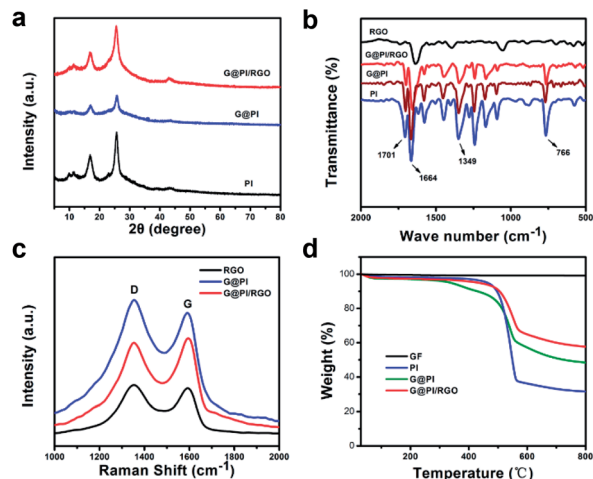 a
Intensity (a.u.)
G@PI/RGO
G@PI
PI
10 20 30 40 50 60 70 80
2θ (degree)
b
Transmittance (%)
RGO
G@PI/RGO
G@PI
PI
1701
1664
1349
766
2000 1500 1000 500
Wave number (cm⁻¹)
c
Intensity (a.u.)
RGO
G@PI
G@PI/RGO
D
G
1000 1200 1400 1600 1800 2000
Raman Shift (cm⁻¹)
d
Weight (%)
100
80
60
40
20
0
GF
PI
G@PI
G@PI/RGO
200 400 600 800
Temperature (℃)